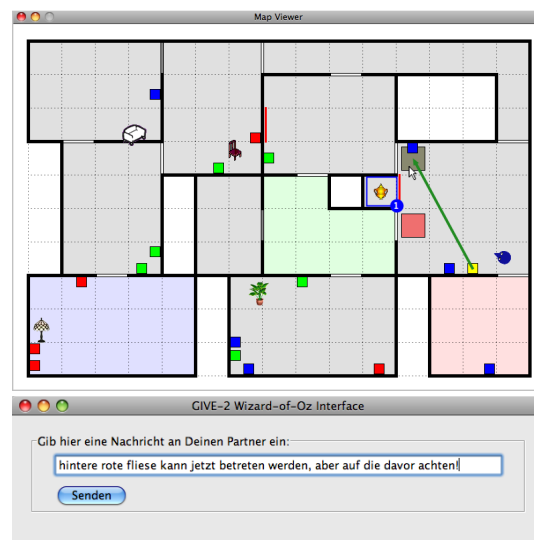 Map Viewer
1
GIVE-2 Wizard-of-Oz Interface
Gib hier eine Nachricht an Deinen Partner ein:
hintere rote fliese kann jetzt betreten werden, aber auf die davor achten!
Senden